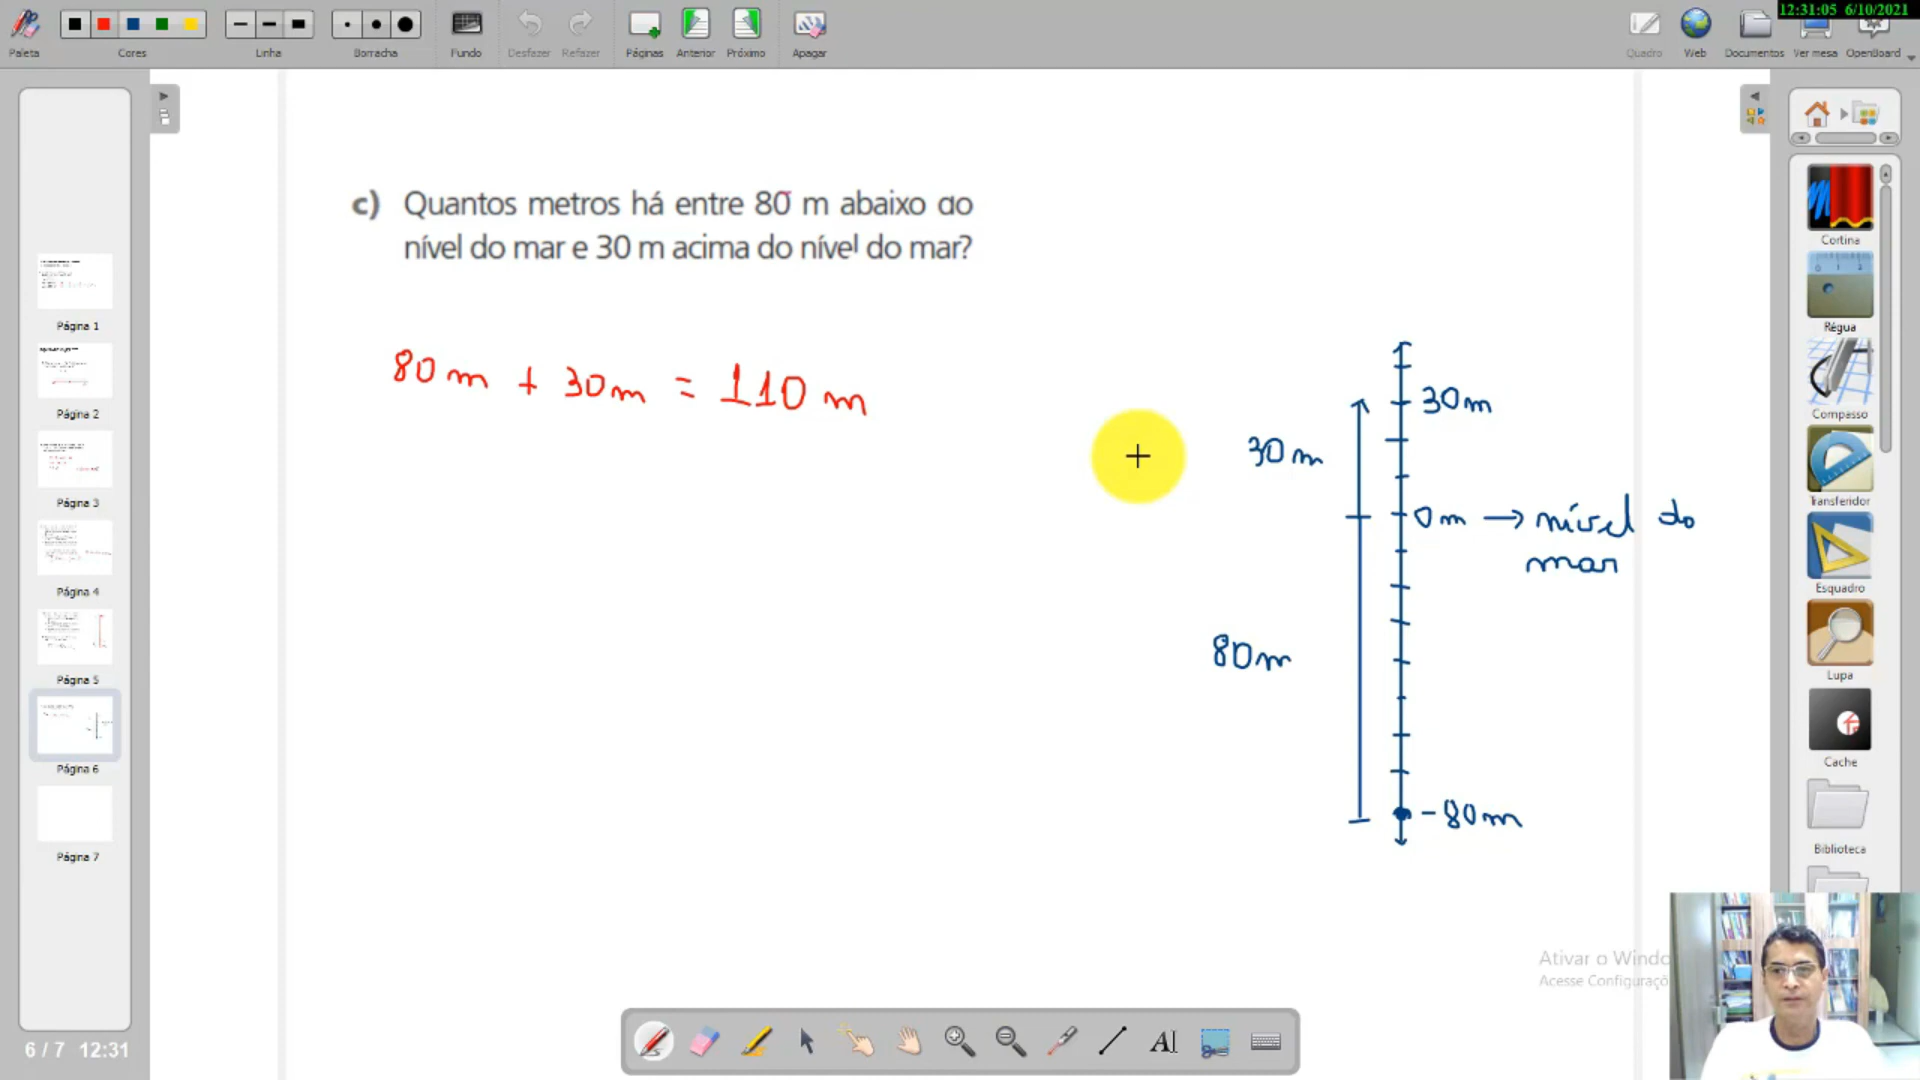 12:31:05 6/10/2021
Paleta
Cores
Linha
Borracha
Fundo
Desfazer
Refazer
Páginas
Anterior
Próximo
Apagar
Quadro
Web
Documentos
Ver mesa
OpenBoard
c) Quantos metros há entre 80 m abaixo do
nível do mar e 30 m acima do nível do mar?
80 m + 30 m = 110 m
30 m
30 m
0 m → nível do
mar
80 m
-80 m
Página 1
Página 2
Página 3
Página 4
Página 5
Página 6
Página 7
6 / 7 12:31
Cortina
Régua
Compasso
Transferidor
Esquadro
Lupa
Cache
Biblioteca
Ativar o Windo
Acesse Configuraçõ